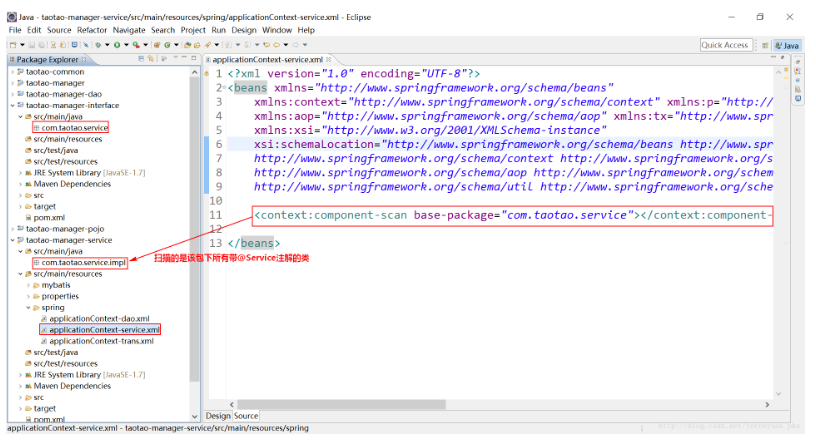 Java - taotao-manager-service/src/main/resources/spring/applicationContext-service.xml - Eclipse
File Edit Source Refactor Navigate Search Project Run Design Window Help
Quick Access
Java
Package Explorer
applicationContext-service.xml
taotao-common
taotao-manager
taotao-manager-dao
taotao-manager-interface
src/main/java
com.taotao.service
src/main/resources
src/test/java
src/test/resources
JRE System Library [JavaSE-1.7]
Maven Dependencies
src
target
pom.xml
taotao-manager-pojo
taotao-manager-service
src/main/java
com.taotao.service.impl
src/main/resources
mybatis
properties
spring
applicationContext-dao.xml
applicationContext-service.xml
applicationContext-trans.xml
src/test/java
src/test/resources
JRE System Library [JavaSE-1.7]
Maven Dependencies
src
target
pom.xml
1 <?xml version="1.0" encoding="UTF-8"?>
2 <beans xmlns="http://www.springframework.org/schema/beans"
3 xmlns:context="http://www.springframework.org/schema/context" xmlns:p="http://
4 xmlns:aop="http://www.springframework.org/schema/aop" xmlns:tx="http://www.spr
5 xmlns:xsi="http://www.w3.org/2001/XMLSchema-instance"
6 xsi:schemaLocation="http://www.springframework.org/schema/beans http://www.spr
7 http://www.springframework.org/schema/context http://www.springframework.org/s
8 http://www.springframework.org/schema/aop http://www.springframework.org/schem
9 http://www.springframework.org/schema/util http://www.springframework.org/sche
10
11 <context:component-scan base-package="com.taotao.service"></context:component-
12
13 </beans>
扫描的是该包下所有带@Service注解的类
Design Source
applicationContext-service.xml - taotao-manager-service/src/main/resources/spring